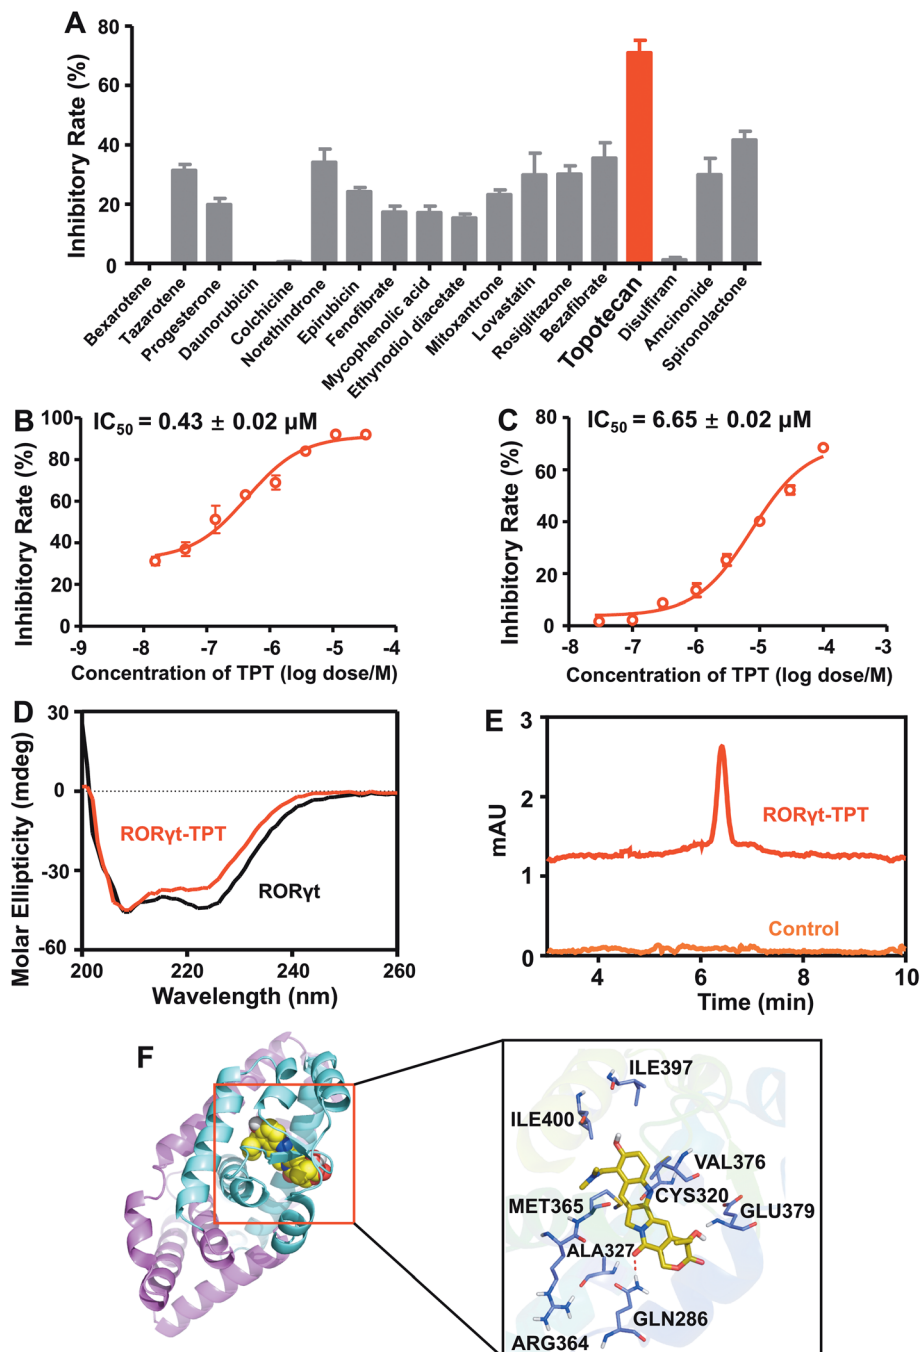 A
Inhibitory Rate (%)
80
60
40
20
0
Bexarotene
Tazarotene
Progesterone
Daunorubicin
Colchicine
Norethindrone
Epirubicin
Fenofibrate
Mycophenolic acid
Ethynodiol diacetate
Mitoxantrone
Lovastatin
Rosiglitazone
Bezafibrate
Topotecan
Disulfiram
Amcinonide
Spironolactone
B
IC50 = 0.43 ± 0.02 µM
Inhibitory Rate (%)
100
80
60
40
20
0
-9 -8 -7 -6 -5 -4
Concentration of TPT (log dose/M)
C
IC50 = 6.65 ± 0.02 µM
Inhibitory Rate (%)
80
60
40
20
0
-8 -7 -6 -5 -4 -3
Concentration of TPT (log dose/M)
D
Molar Ellipticity (mdeg)
30
0
-30
-60
RORγt-TPT
RORγt
200 220 240 260
Wavelength (nm)
E
mAU
3
2
1
0
RORγt-TPT
Control
4 6 8 10
Time (min)
F
ILE397
ILE400
VAL376
CYS320
MET365
GLU379
ALA327
GLN286
ARG364